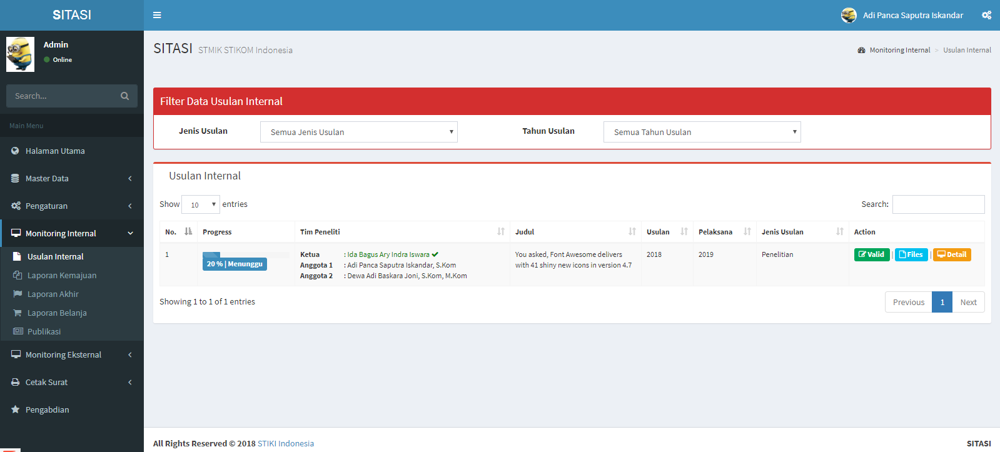 SITASI
Adi Panca Saputra Iskandar
Admin
Online
Search...
Main Menu
Halaman Utama
Master Data
Pengaturan
Monitoring Internal
Usulan Internal
Laporan Kemajuan
Laporan Akhir
Laporan Belanja
Publikasi
Monitoring Eksternal
Cetak Surat
Pengabdian
SITASI STMIK STIKOM Indonesia
Monitoring Internal > Usulan Internal
Filter Data Usulan Internal
Jenis Usulan Semua Jenis Usulan Tahun Usulan Semua Tahun Usulan
Usulan Internal
Show 10 entries Search:
No. Progress Tim Peneliti Judul Usulan Pelaksana Jenis Usulan Action
1 20 % | Menunggu
Ketua : Ida Bagus Ary Indra Iswara
Anggota 1 : Adi Panca Saputra Iskandar, S.Kom
Anggota 2 : Dewa Adi Baskara Joni, S.Kom, M.Kom
You asked, Font Awesome delivers
with 41 shiny new icons in version 4.7
2018 2019 Penelitian Valid | Files | Detail
Showing 1 to 1 of 1 entries
Previous 1 Next
All Rights Reserved © 2018 STIKI Indonesia
SITASI